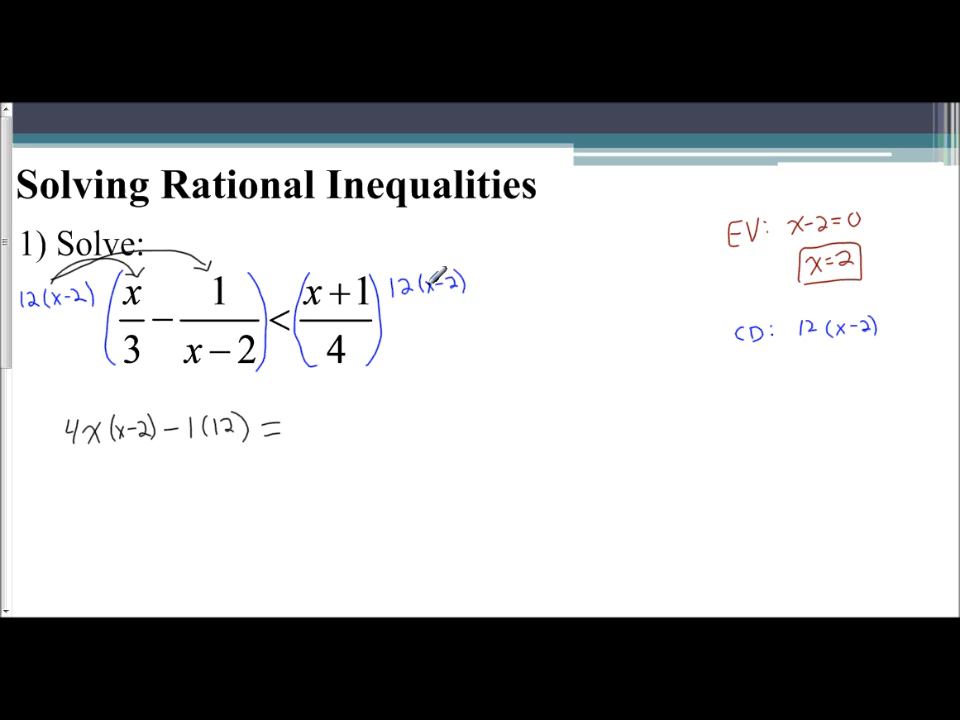 Solving Rational Inequalities
1) Solve:
12(x-2) (x/3 − 1/(x − 2)) < ((x + 1)/4) 12(x-2)
4x(x-2) - 1(12) =
EV: x-2=0
x=2
CD: 12(x-2)